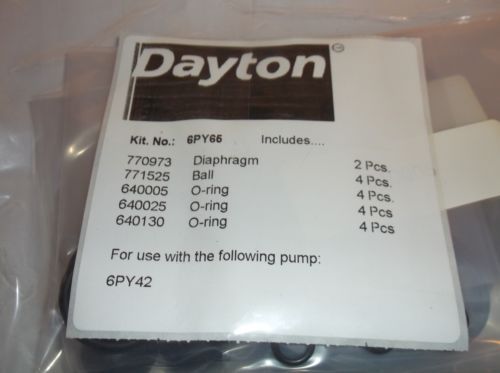 Dayton
Kit. No.: 6PY66 Includes....
770973 Diaphragm 2 Pcs.
771525 Ball 4 Pcs.
640005 O-ring 4 Pcs.
640025 O-ring 4 Pcs
640130 O-ring 4 Pcs
For use with the following pump:
6PY42